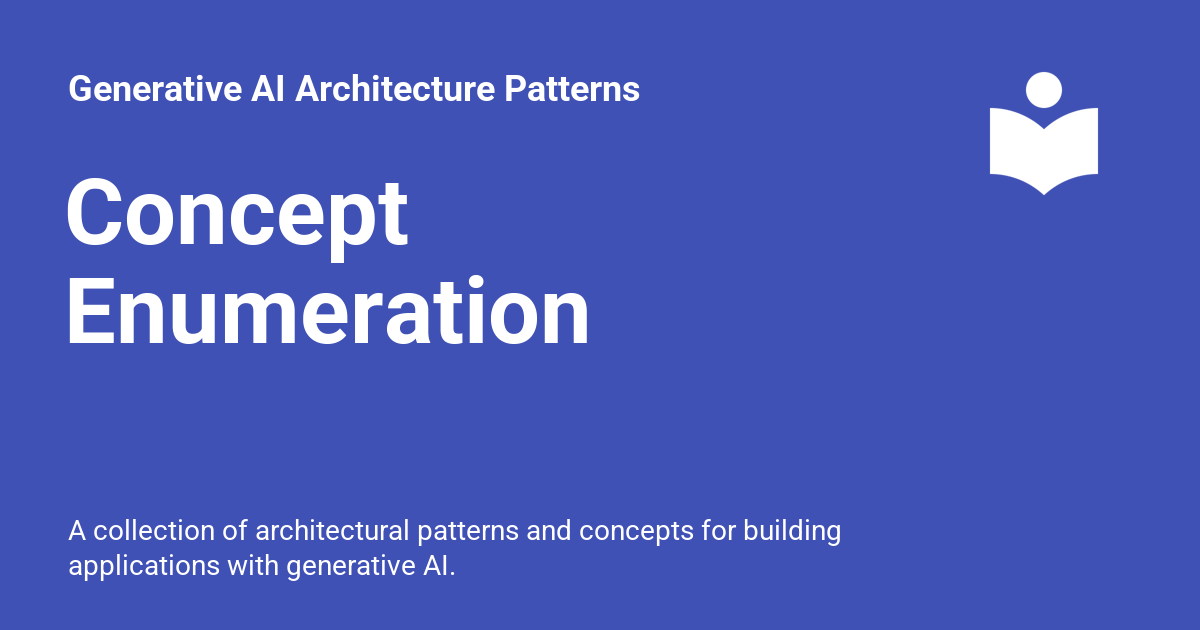 Generative AI Architecture Patterns
Concept
Enumeration
A collection of architectural patterns and concepts for building
applications with generative AI.